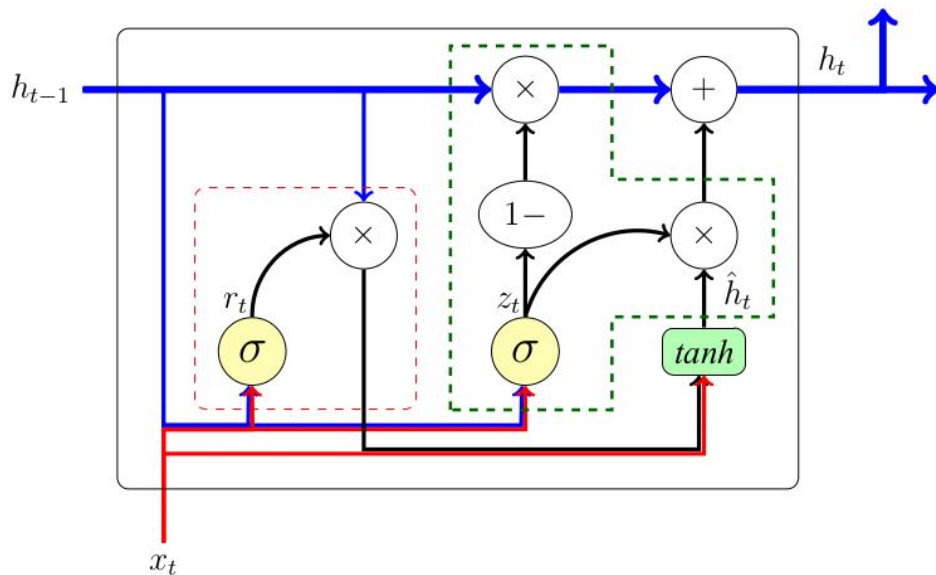 h_{t-1}
×
+
h_t
1−
×
×
r_t
z_t
ĥ_t
σ
σ
tanh
x_t